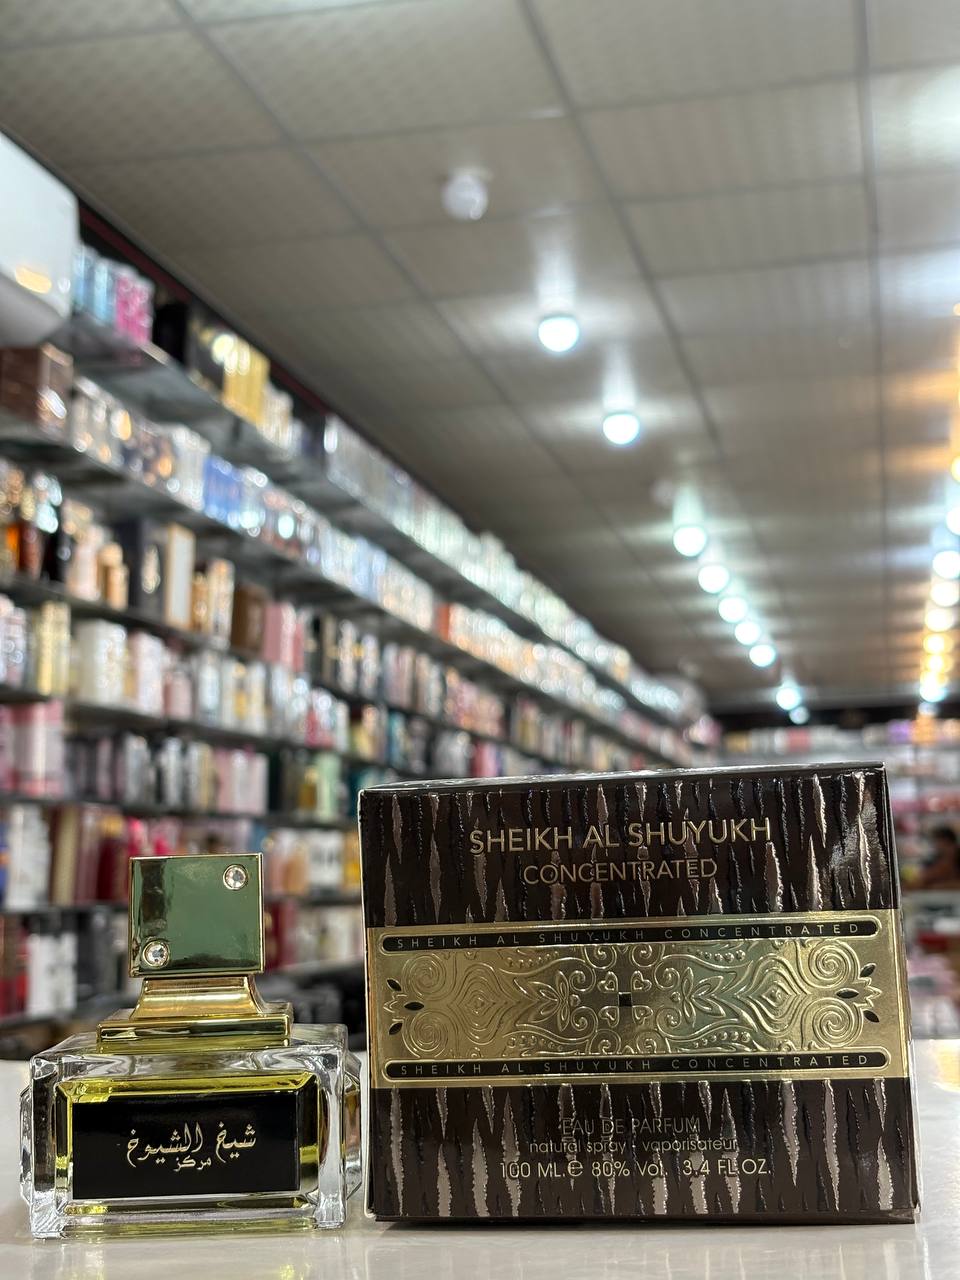 SHEIKH AL SHUYUKH
CONCENTRATED
SHEIKH AL SHUYUKH CONCENTRATED
SHEIKH AL SHUYUKH CONCENTRATED
EAU DE PARFUM
natural spray - vaporisateur
100 ML ℮ 80% Vol. 3,4 FL.OZ.
شيخ الشيوخ
مركز